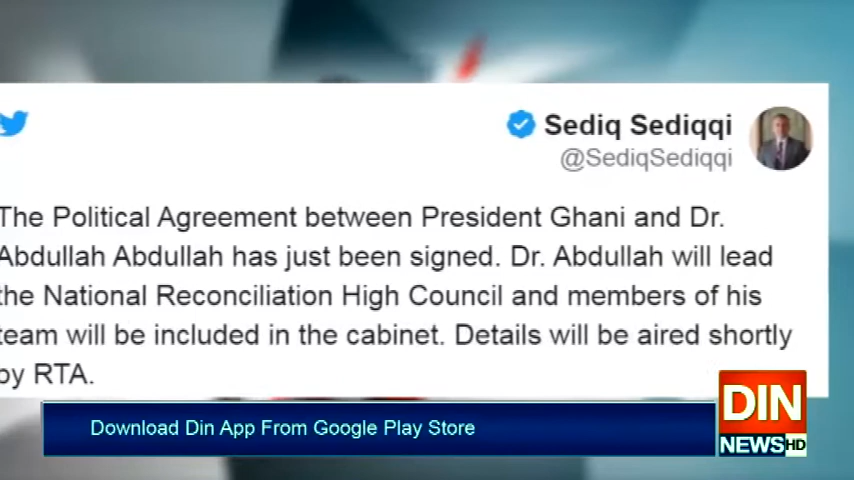 Sediq Sediqqi
@SediqSediqqi
The Political Agreement between President Ghani and Dr.
Abdullah Abdullah has just been signed. Dr. Abdullah will lead
the National Reconciliation High Council and members of his
team will be included in the cabinet. Details will be aired shortly
by RTA.
Download Din App From Google Play Store
DIN
NEWS HD